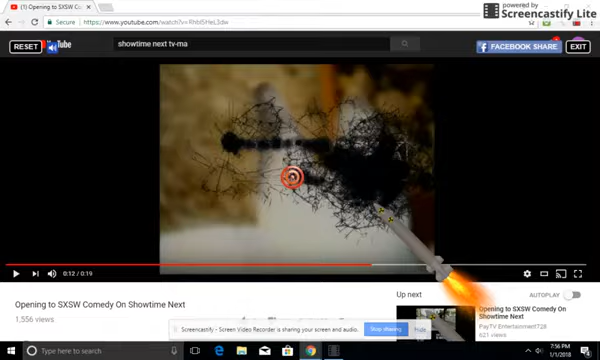 powered by
Screencastify Lite
Opening to SXSW Co
Secure
https://www.youtube.com/watch?v=
RESET
Tube
showtime next tv-ma
FACEBOOK SHARE
EXIT
0:12 / 0:19
Opening to SXSW Comedy On Showtime Next
1,556 views
Up next
AUTOPLAY
Opening to SXSW Comedy On
Showtime Next
PayTV Entertainment728
621 views
Screencastify - Screen Video Recorder is sharing your screen and audio.
Stop sharing
Hide
Type here to search
7:56 PM
1/1/2018